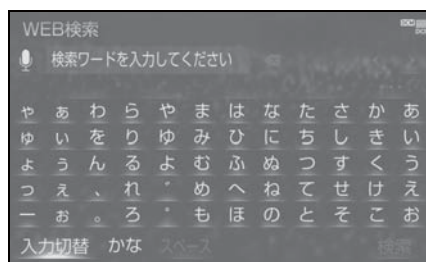 WEB検索
検索ワードを入力してください
ゃ ぁ わ ら や ま は な た さ か あ
ゅ ぃ を り ゆ み ひ に ち し き い
ょ ぅ ん る よ む ふ ぬ つ す く う
っ ぇ 、 れ ゛ め へ ね て せ け え
ー ぉ 。 ろ ゜ も ほ の と そ こ お
入力切替 かな スペース 検索